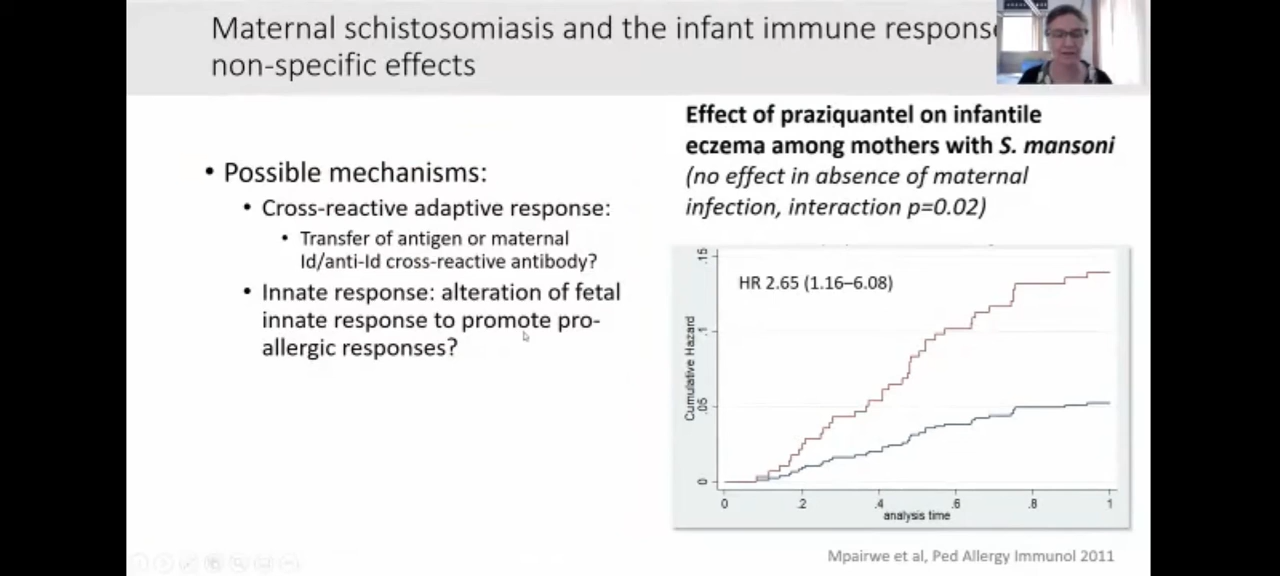 Maternal schistosomiasis and the infant immune response
non-specific effects
• Possible mechanisms:
• Cross-reactive adaptive response:
• Transfer of antigen or maternal
Id/anti-Id cross-reactive antibody?
• Innate response: alteration of fetal
innate response to promote pro-
allergic responses?
Effect of praziquantel on infantile
eczema among mothers with S. mansoni
(no effect in absence of maternal
infection, interaction p=0.02)
HR 2.65 (1.16–6.08)
Cumulative Hazard
.15
.1
.05
0
0 .2 .4 .6 .8 1
analysis time
Mpairwe et al, Ped Allergy Immunol 2011